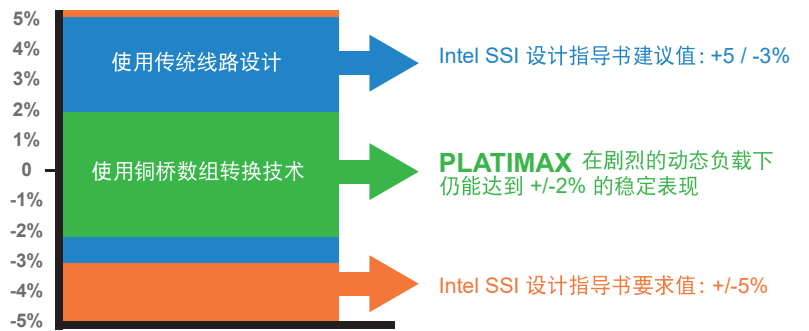 5%
4%
3%
2%
1%
0
-1%
-2%
-3%
-4%
-5%
使用传统线路设计
使用铜桥数组转换技术
Intel SSI 设计指导书建议值: +5 / -3%
PLATIMAX 在剧烈的动态负载下
仍能达到 +/-2% 的稳定表现
Intel SSI 设计指导书要求值: +/-5%